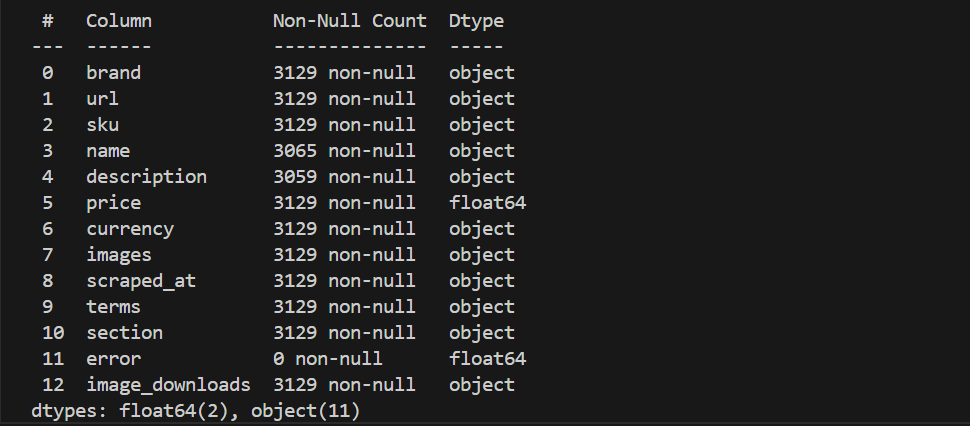 #   Column           Non-Null Count  Dtype
---  ------           --------------  -----
 0   brand            3129 non-null   object
 1   url              3129 non-null   object
 2   sku              3129 non-null   object
 3   name             3065 non-null   object
 4   description      3059 non-null   object
 5   price            3129 non-null   float64
 6   currency         3129 non-null   object
 7   images           3129 non-null   object
 8   scraped_at       3129 non-null   object
 9   terms            3129 non-null   object
 10  section          3129 non-null   object
 11  error            0 non-null      float64
 12  image_downloads  3129 non-null   object
dtypes: float64(2), object(11)